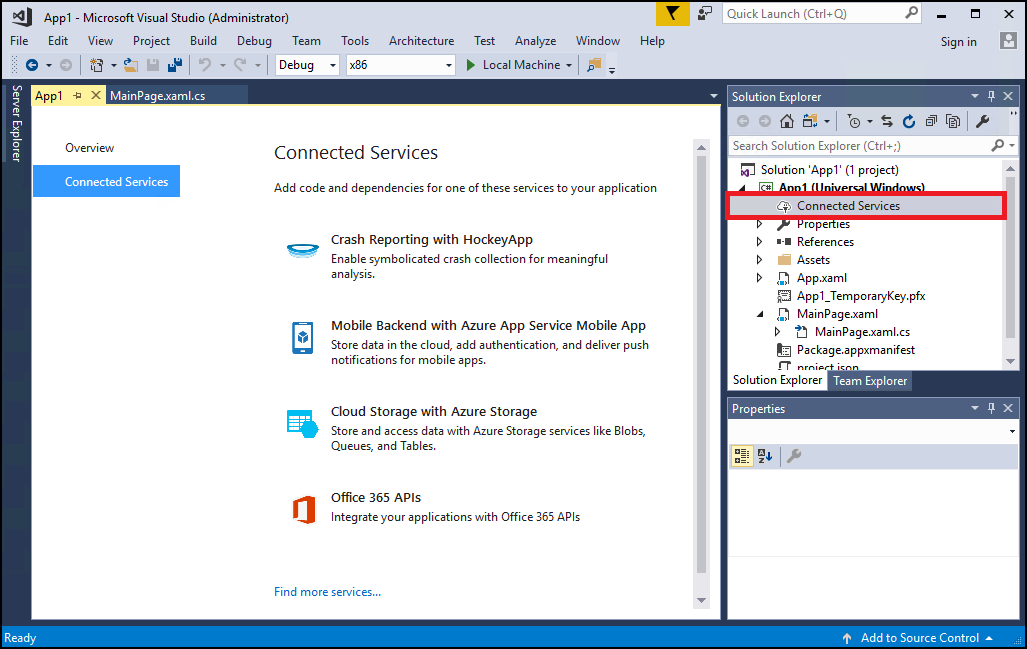 App1 - Microsoft Visual Studio (Administrator)
Quick Launch (Ctrl+Q)
File Edit View Project Build Debug Team Tools Architecture Test Analyze Window Help
Sign in
Debug x86 Local Machine
Server Explorer
App1 MainPage.xaml.cs
Overview
Connected Services
Connected Services
Add code and dependencies for one of these services to your application
Crash Reporting with HockeyApp
Enable symbolicated crash collection for meaningful
analysis.
Mobile Backend with Azure App Service Mobile App
Store data in the cloud, add authentication, and deliver push
notifications for mobile apps.
Cloud Storage with Azure Storage
Store and access data with Azure Storage services like Blobs,
Queues, and Tables.
Office 365 APIs
Integrate your applications with Office 365 APIs
Find more services...
Solution Explorer
Search Solution Explorer (Ctrl+;)
Solution 'App1' (1 project)
C# App1 (Universal Windows)
Connected Services
Properties
References
Assets
App.xaml
App1_TemporaryKey.pfx
MainPage.xaml
MainPage.xaml.cs
Package.appxmanifest
project.json
Solution Explorer Team Explorer
Properties
Ready
Add to Source Control